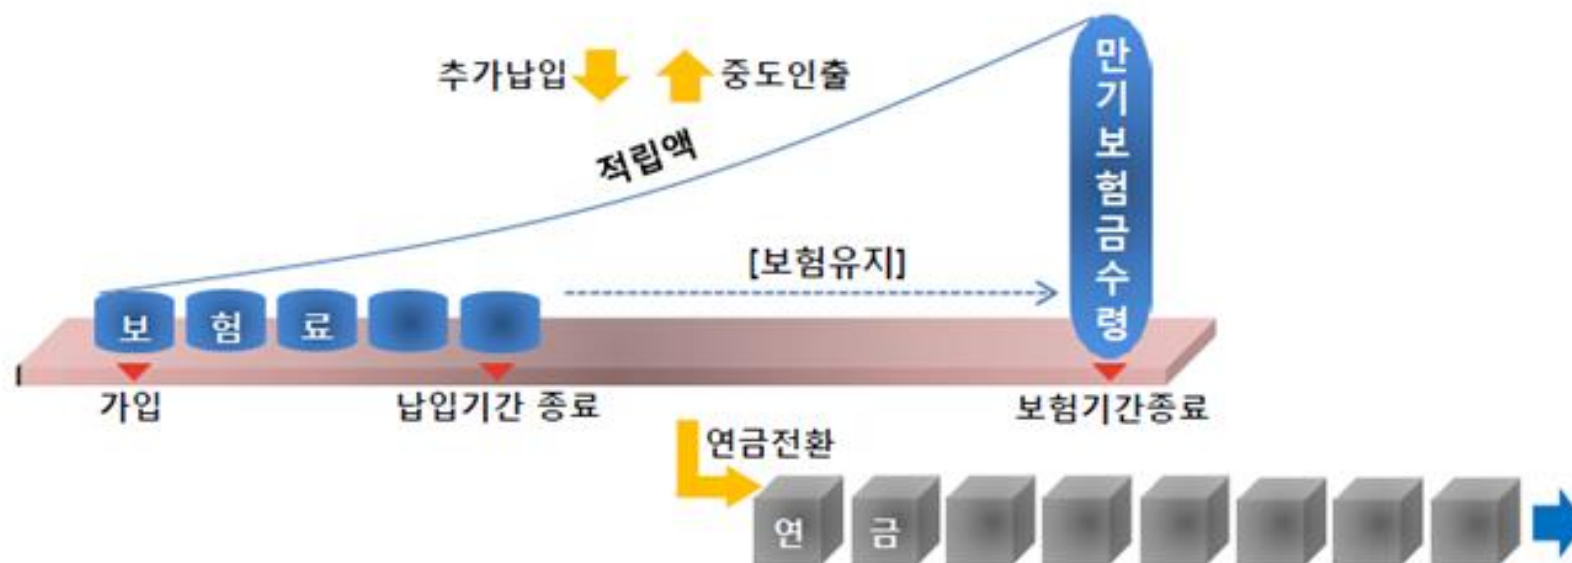 추가납입 중도인출
적립액
만기보험금수령
[보험유지]
보 험 료
가입 납입기간 종료 보험기간종료
연금전환
연 금